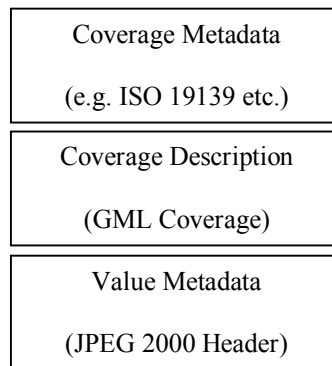 Coverage Metadata
(e.g. ISO 19139 etc.)
Coverage Description
(GML Coverage)
Value Metadata
(JPEG 2000 Header)